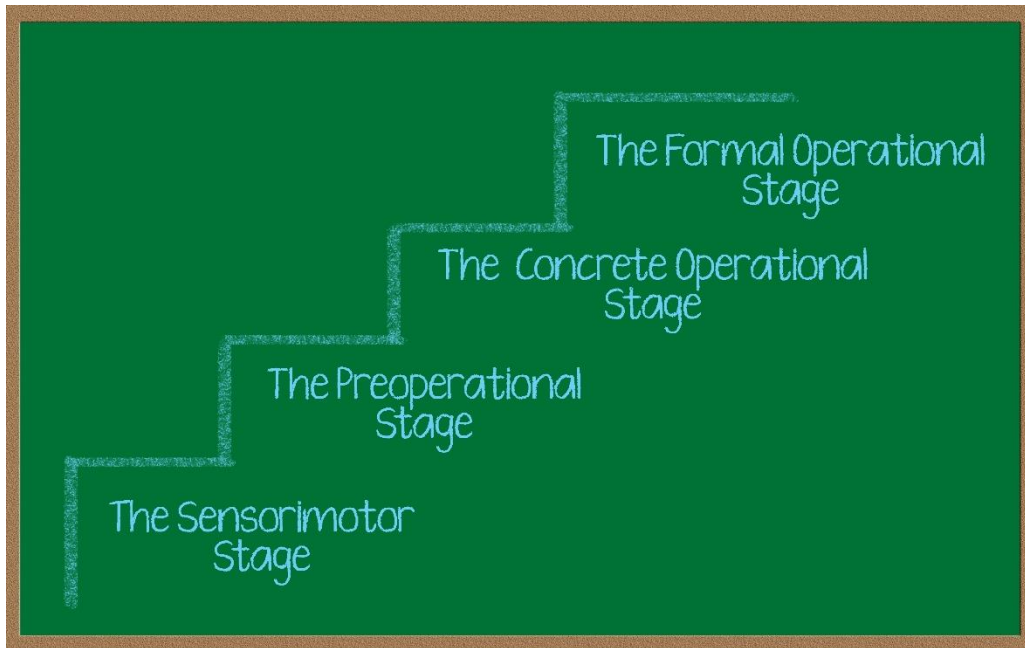 The Formal Operational
Stage
The Concrete Operational
Stage
The Preoperational
Stage
The Sensorimotor
Stage